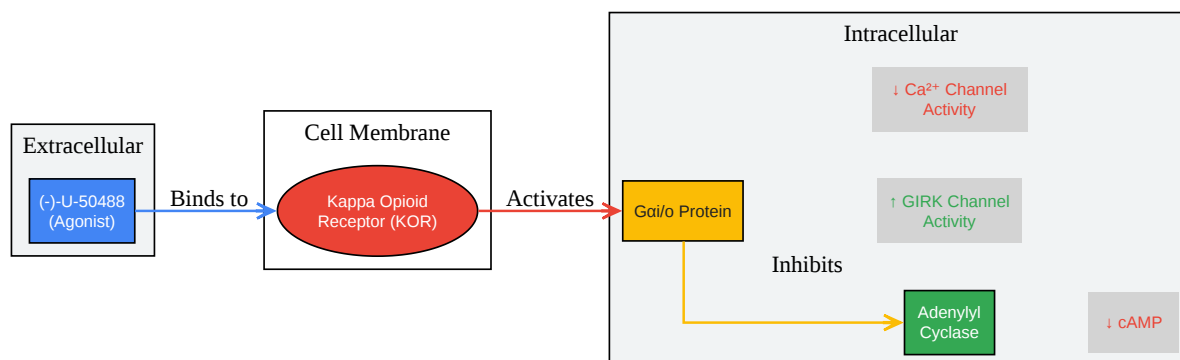 Intracellular
↓ Ca²⁺ Channel
Activity
Cell Membrane
Extracellular
(-)-U-50488
(Agonist)
Binds to
Kappa Opioid
Receptor (KOR)
Activates
Gαi/o Protein
↑ GIRK Channel
Activity
Inhibits
Adenylyl
Cyclase
↓ cAMP